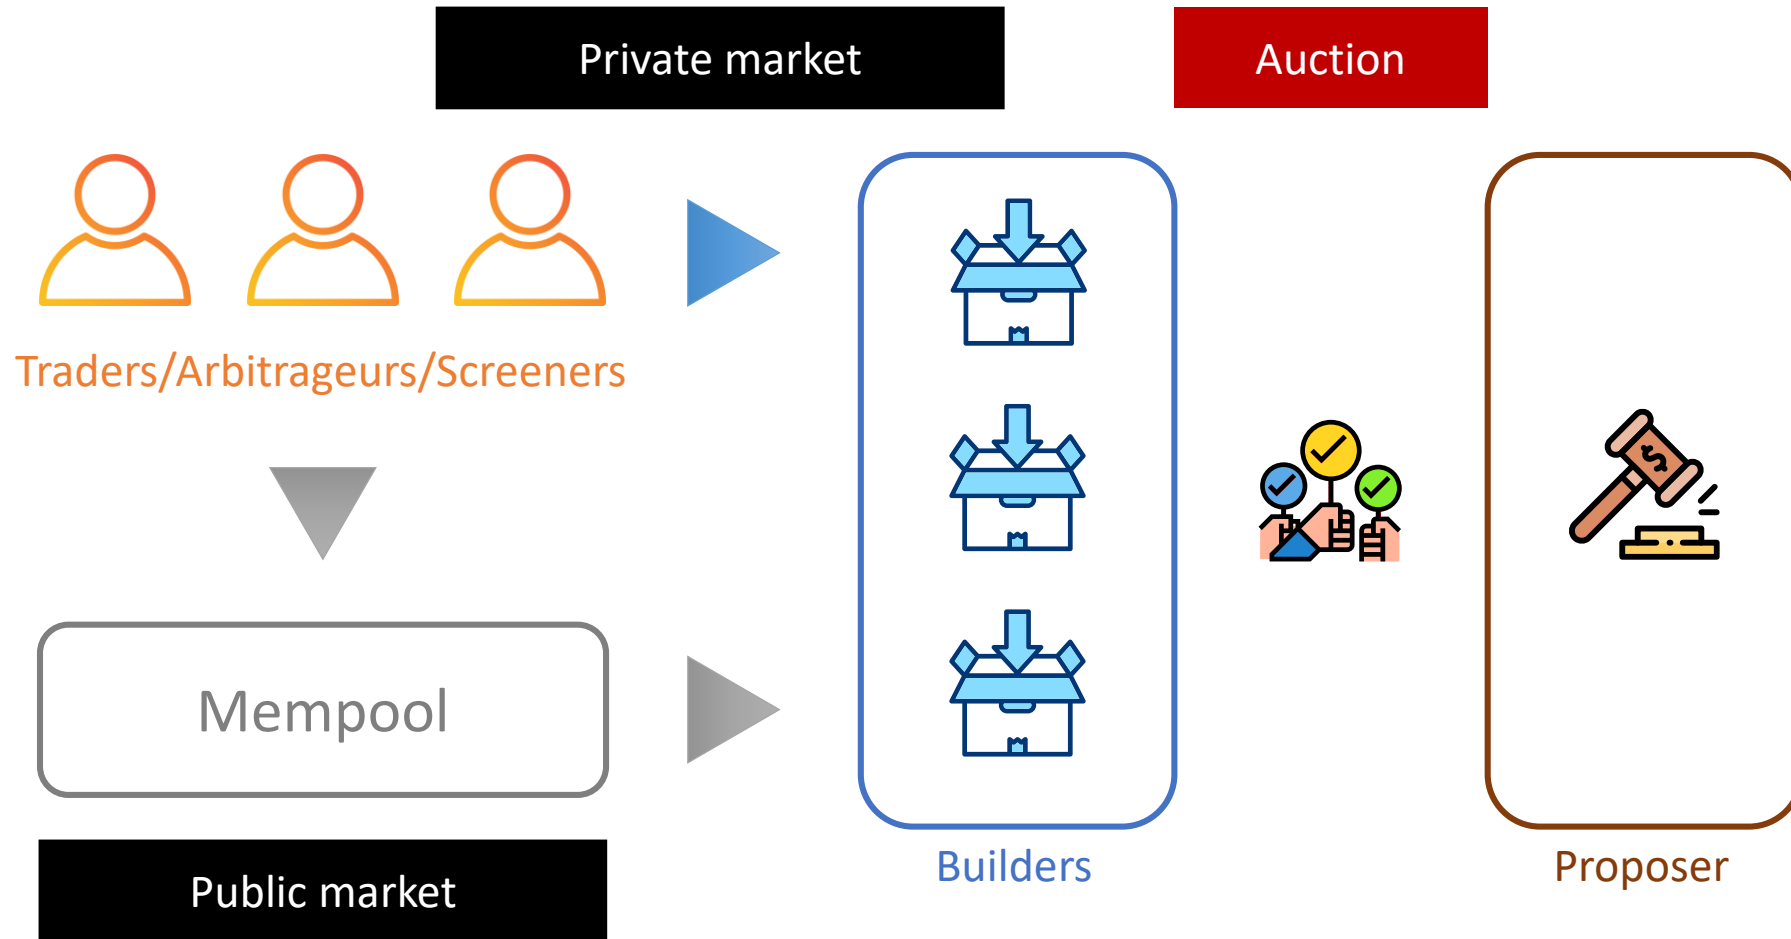 Private market
Auction
Traders/Arbitrageurs/Screeners
$
Mempool
Builders
Proposer
Public market